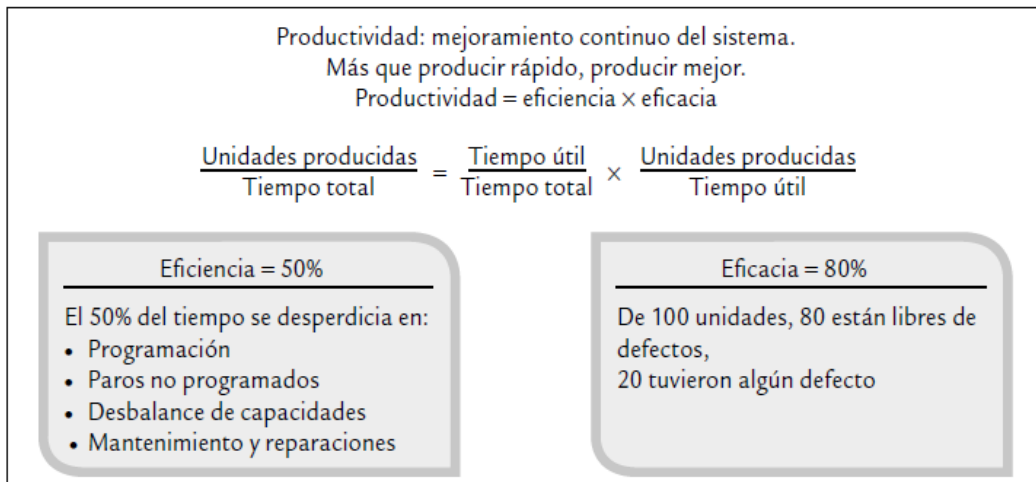 Productividad: mejoramiento continuo del sistema.
Más que producir rápido, producir mejor.
Productividad = eficiencia × eficacia
Unidades producidas / Tiempo total = Tiempo útil / Tiempo total × Unidades producidas / Tiempo útil
Eficiencia = 50%
El 50% del tiempo se desperdicia en:
• Programación
• Paros no programados
• Desbalance de capacidades
• Mantenimiento y reparaciones
Eficacia = 80%
De 100 unidades, 80 están libres de
defectos,
20 tuvieron algún defecto